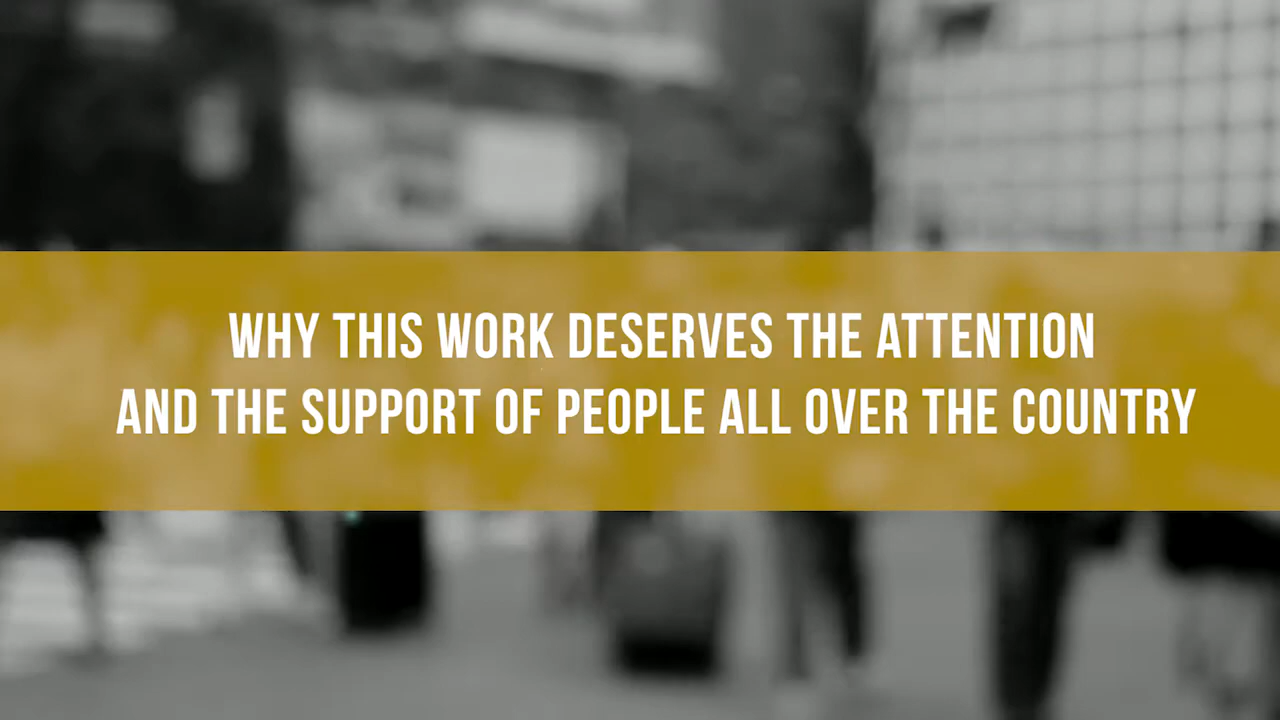 WHY THIS WORK DESERVES THE ATTENTION
AND THE SUPPORT OF PEOPLE ALL OVER THE COUNTRY